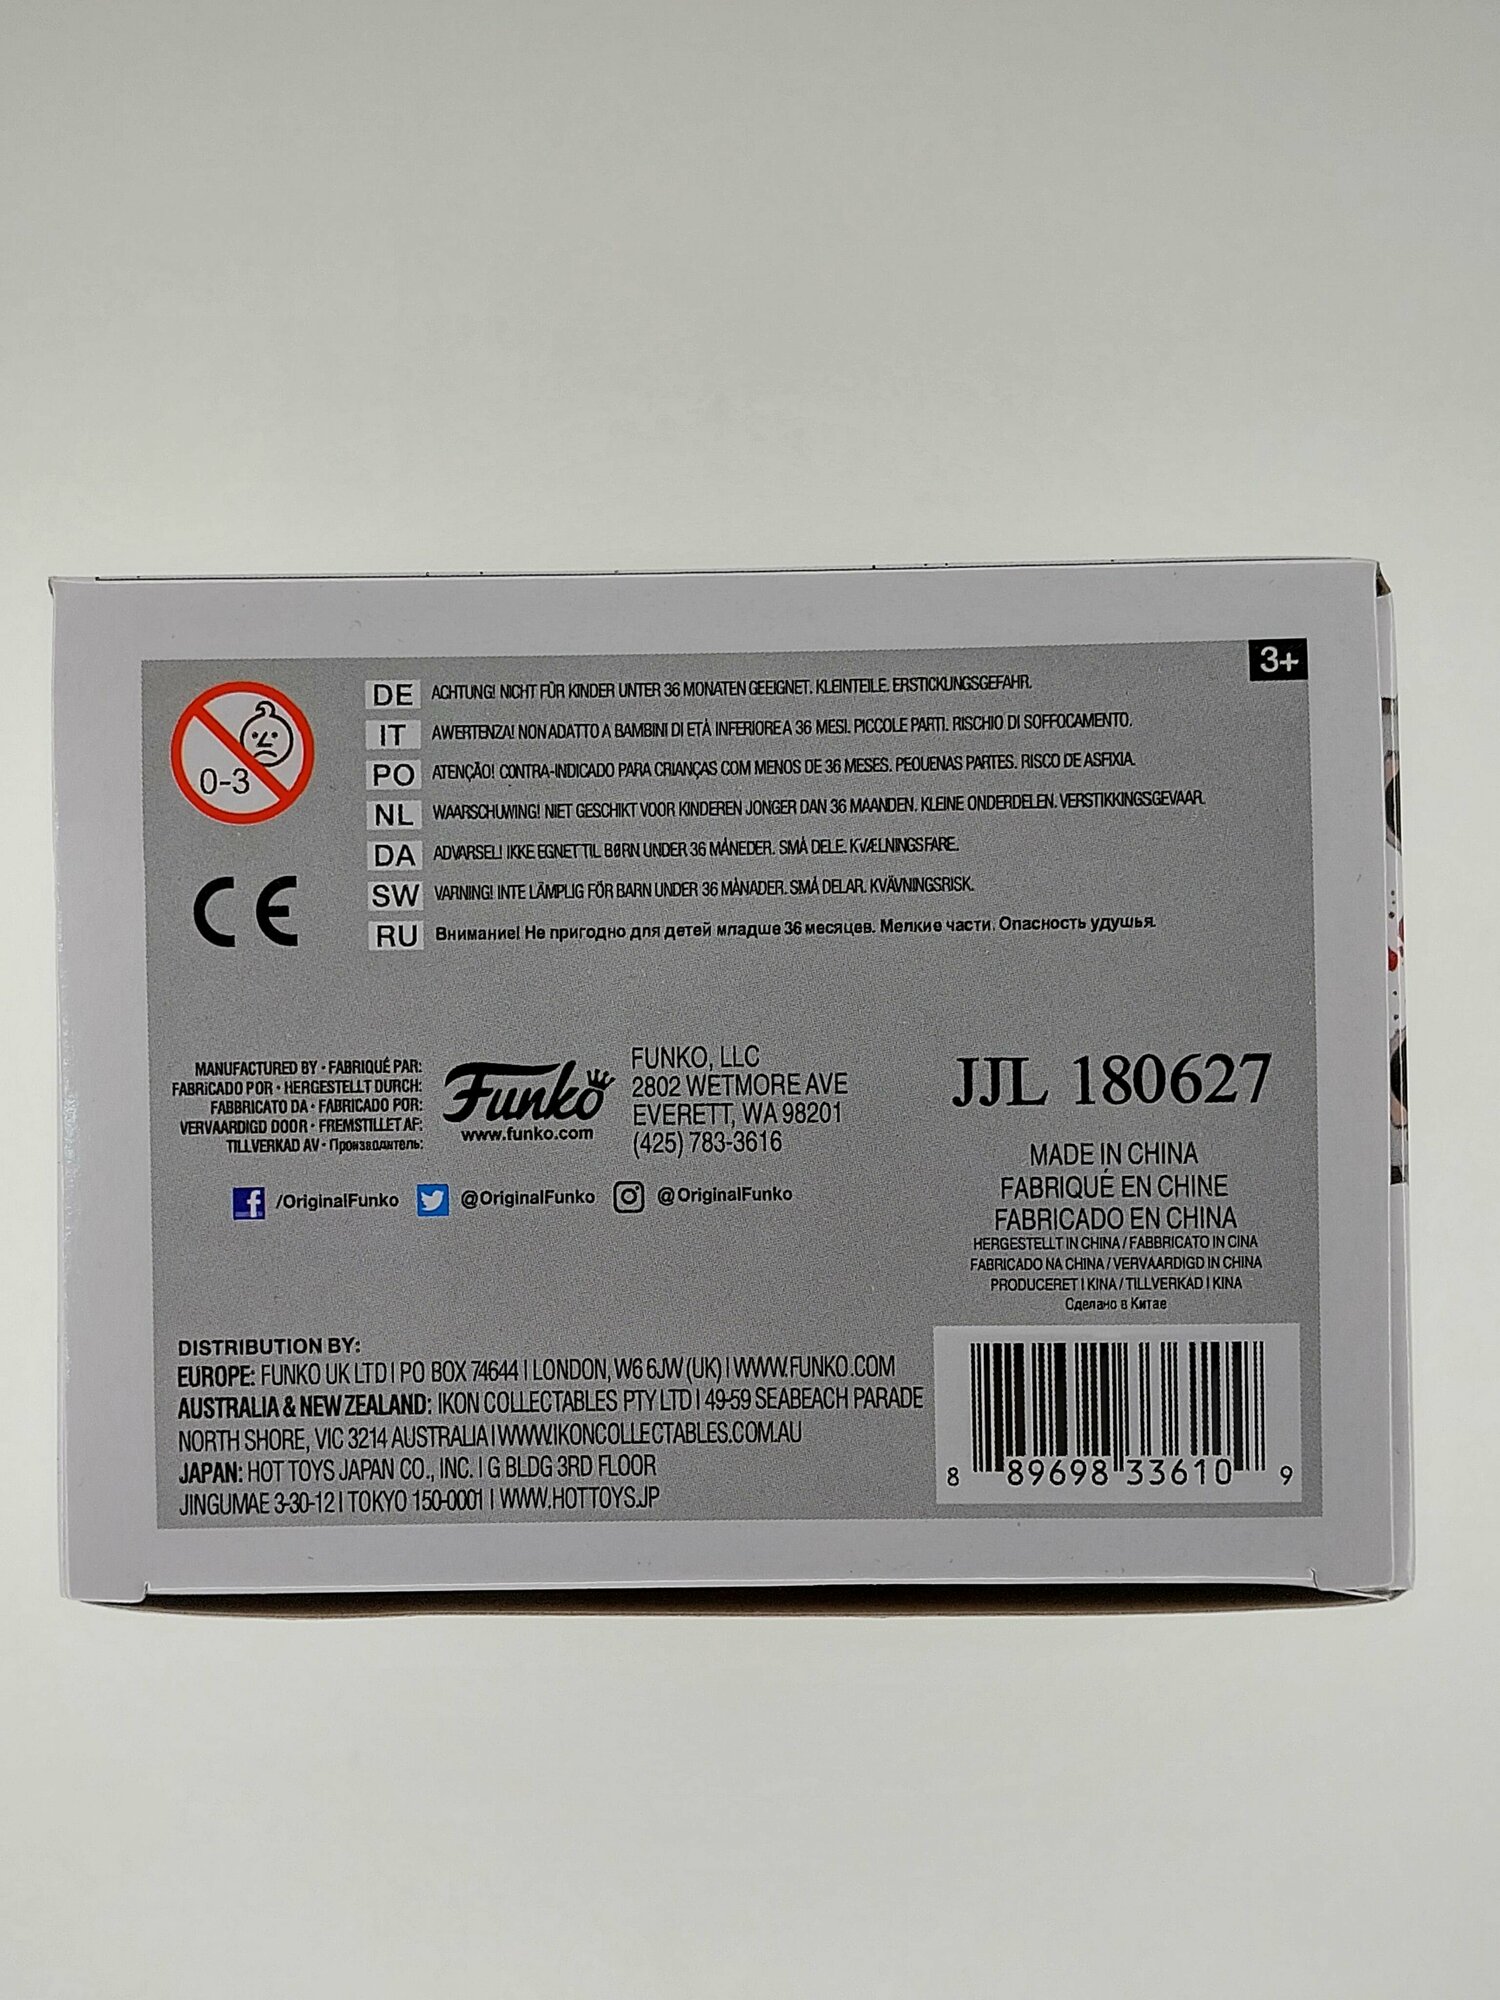 3+
0-3
DE ACHTUNG! NICHT FÜR KINDER UNTER 36 MONATEN GEEIGNET. KLEINTEILE. ERSTICKUNGSGEFAHR.
IT AWERTENZA! NON ADATTO A BAMBINI DI ETÀ INFERIORE A 36 MESI. PICCOLE PARTI. RISCHIO DI SOFFOCAMENTO.
PO ATENÇÃO! CONTRA-INDICADO PARA CRIANÇAS COM MENOS DE 36 MESES. PEQUENAS PARTES. RISCO DE ASFIXIA.
NL WAARSCHUWING! NIET GESCHIKT VOOR KINDEREN JONGER DAN 36 MAANDEN. KLEINE ONDERDELEN. VERSTIKKINGSGEVAAR.
DA ADVARSEL! IKKE EGNET TIL BØRN UNDER 36 MÅNEDER. SMÅ DELE. KVÆLNINGSFARE.
SW VARNING! INTE LÄMPLIG FÖR BARN UNDER 36 MÅNADER. SMÅ DELAR. KVÄVNINGSRISK.
RU Внимание! Не пригодно для детей младше 36 месяцев. Мелкие части. Опасность удушья.
CE
MANUFACTURED BY • FABRIQUÉ PAR:
FABRICADO POR • HERGESTELLT DURCH:
FABBRICATO DA • FABRICADO POR:
VERVAARDIGD DOOR • FREMSTILLET AF:
TILLVERKAD AV • Производитель:
Funko
www.funko.com
FUNKO, LLC
2802 WETMORE AVE
EVERETT, WA 98201
(425) 783-3616
JJL 180627
/OriginalFunko @OriginalFunko @OriginalFunko
MADE IN CHINA
FABRIQUÉ EN CHINE
FABRICADO EN CHINA
HERGESTELLT IN CHINA / FABBRICATO IN CINA
FABRICADO NA CHINA / VERVAARDIGD IN CHINA
PRODUCERET I KINA / TILLVERKAD I KINA
Сделано в Китае
DISTRIBUTION BY:
EUROPE: FUNKO UK LTD | PO BOX 74644 | LONDON, W6 6JW (UK) | WWW.FUNKO.COM
AUSTRALIA & NEW ZEALAND: IKON COLLECTABLES PTY LTD | 49-59 SEABEACH PARADE
NORTH SHORE, VIC 3214 AUSTRALIA | WWW.IKONCOLLECTABLES.COM.AU
JAPAN: HOT TOYS JAPAN CO., INC. | G BLDG 3RD FLOOR
JINGUMAE 3-30-12 | TOKYO 150-0001 | WWW.HOTTOYS.JP
8 89698 33610 9